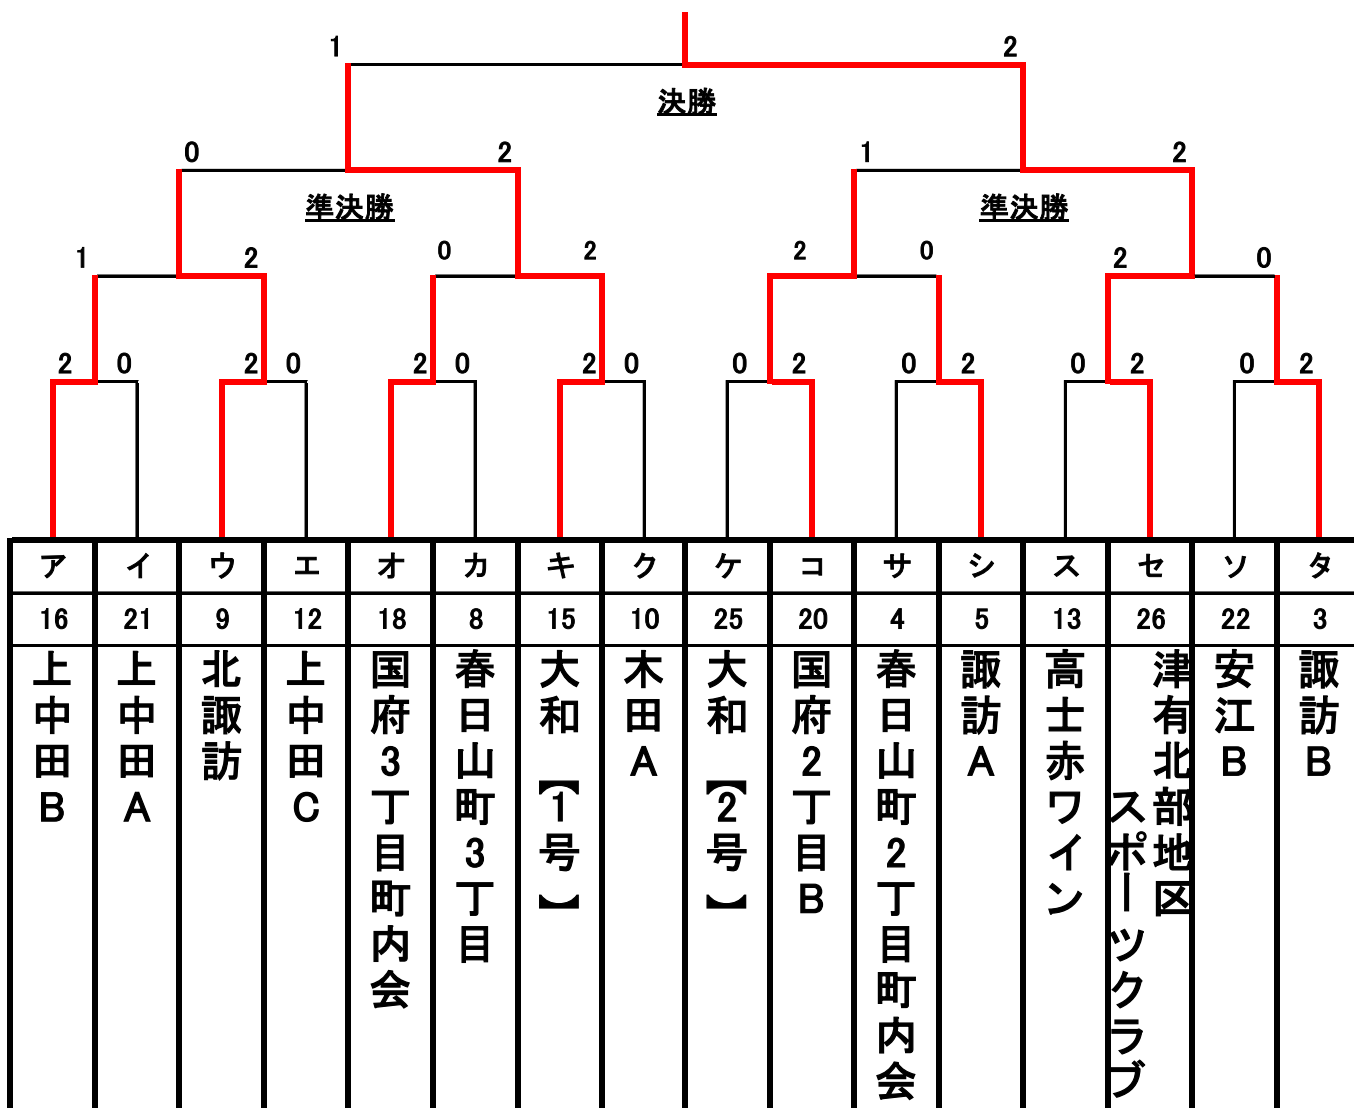 1 2
決勝
0 2 1 2
準決勝 準決勝
1 2 0 2 2 0 2 0
2 0 2 0 2 0 2 0 0 2 0 2 0 2 0 2
ア イ ウ エ オ カ キ ク ケ コ サ シ ス セ ソ タ
16 21 9 12 18 8 15 10 25 20 4 5 13 26 22 3
上中田B
上中田A
北諏訪
上中田C
国府3丁目町内会
春日山町3丁目
大和 【1号】
木田A
大和 【2号】
国府2丁目B
春日山町2丁目町内会
諏訪A
高士赤ワイン
津有北部地区
スポーツクラブ
安江B
諏訪B